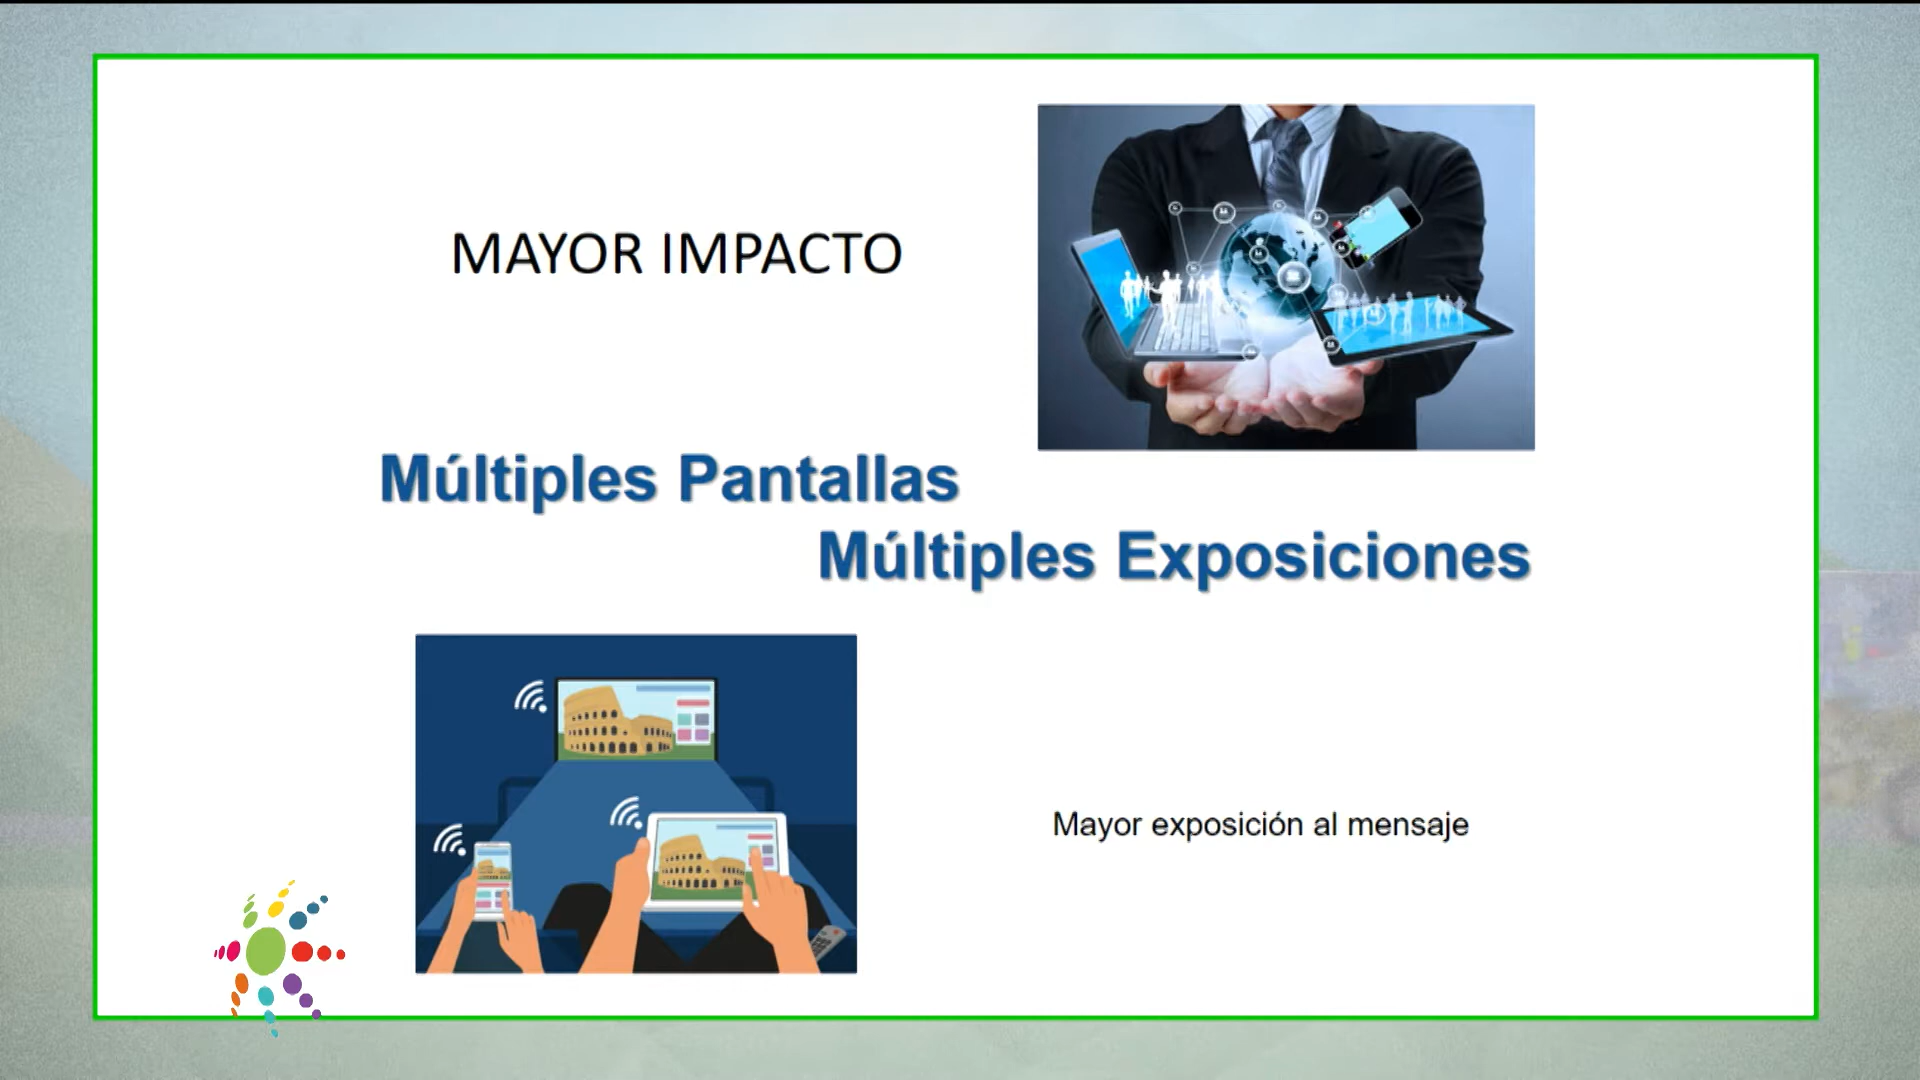 MAYOR IMPACTO
Múltiples Pantallas
Múltiples Exposiciones
Mayor exposición al mensaje